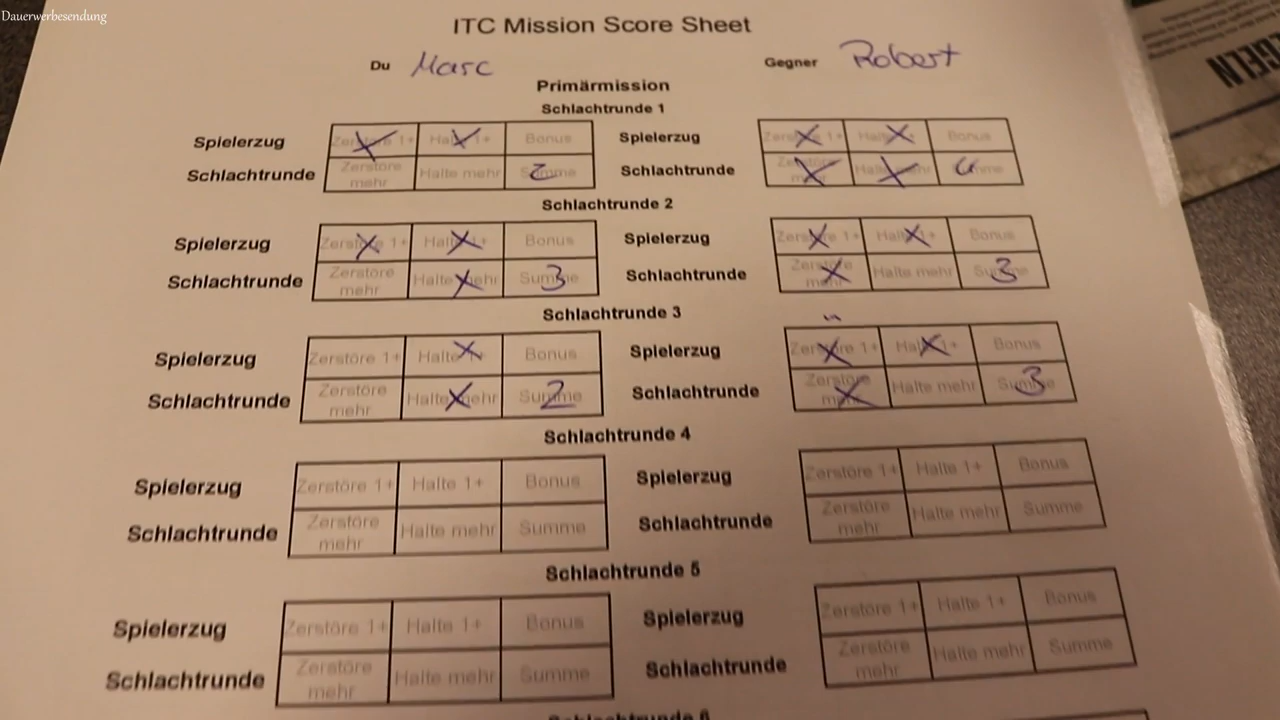 Dauerwerbesendung
ITC Mission Score Sheet
Du Marc Gegner Robert
GELN
Primärmission
Schlachtrunde 1
Spielerzug Zerstöre 1+ Halte 1+ Bonus Spielerzug Zerstöre 1+ Halte 1+ Bonus
Schlachtrunde Zerstöre mehr Halte mehr Summe 2 Schlachtrunde Zerstöre mehr Halte mehr Summe 4
Schlachtrunde 2
Spielerzug Zerstöre 1+ Halte 1+ Bonus Spielerzug Zerstöre 1+ Halte 1+ Bonus
Schlachtrunde Zerstöre mehr Halte mehr Summe 3 Schlachtrunde Zerstöre mehr Halte mehr Summe 3
Schlachtrunde 3
Spielerzug Zerstöre 1+ Halte 1+ Bonus Spielerzug Zerstöre 1+ Halte 1+ Bonus
Schlachtrunde Zerstöre mehr Halte mehr Summe 2 Schlachtrunde Zerstöre mehr Halte mehr Summe 3
Schlachtrunde 4
Spielerzug Zerstöre 1+ Halte 1+ Bonus Spielerzug Zerstöre 1+ Halte 1+ Bonus
Schlachtrunde Zerstöre mehr Halte mehr Summe Schlachtrunde Zerstöre mehr Halte mehr Summe
Schlachtrunde 5
Spielerzug Zerstöre 1+ Halte 1+ Bonus Spielerzug Zerstöre 1+ Halte 1+ Bonus
Schlachtrunde Zerstöre mehr Halte mehr Summe Schlachtrunde Zerstöre mehr Halte mehr Summe
Schlachtrunde 6